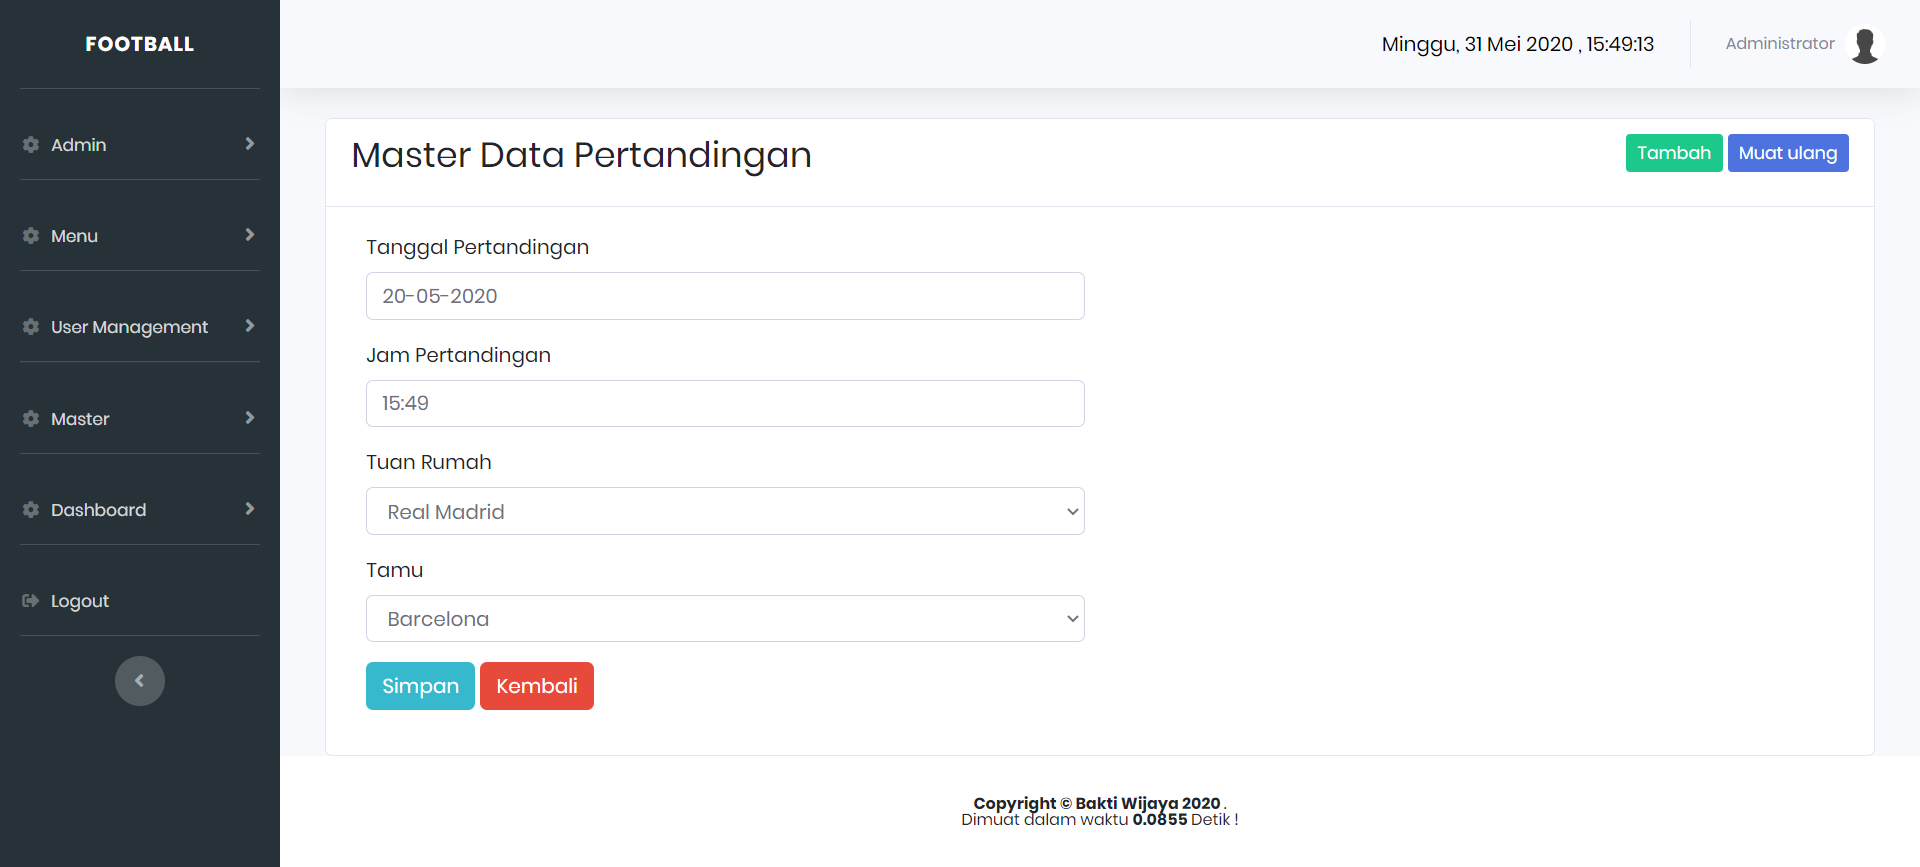 FOOTBALL
Minggu, 31 Mei 2020 , 15:49:13
Administrator
Admin
Menu
User Management
Master
Dashboard
Logout
Master Data Pertandingan
Tambah
Muat ulang
Tanggal Pertandingan
20-05-2020
Jam Pertandingan
15:49
Tuan Rumah
Real Madrid
Tamu
Barcelona
Simpan
Kembali
Copyright © Bakti Wijaya 2020 .
Dimuat dalam waktu 0.0855 Detik !